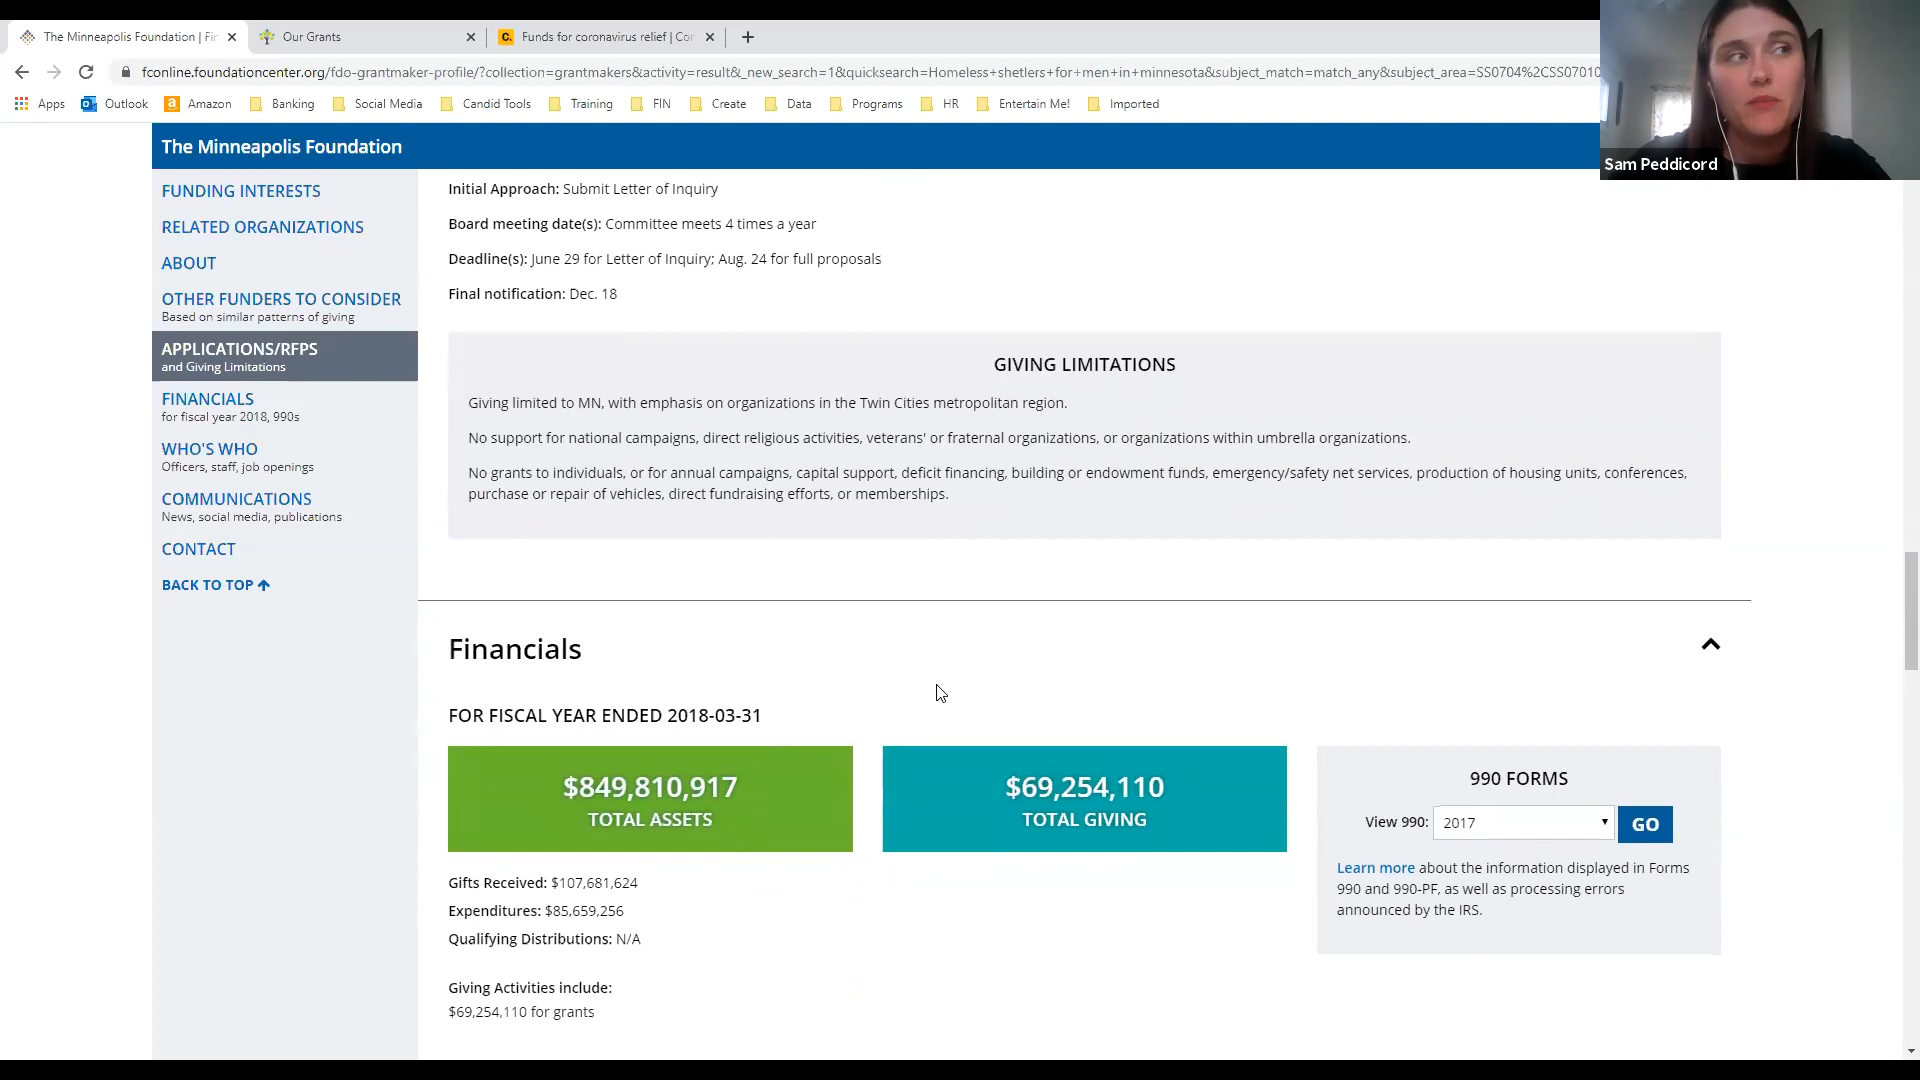 The Minneapolis Foundation | Fin
Our Grants
C.
Funds for coronavirus relief | Cor
fconline.foundationcenter.org/fdo-grantmaker-profile/?collection=grantmakers&activity=result&_new_search=1&quicksearch=Homeless+shetlers+for+men+in+minnesota&subject_match=match_any&subject_area=SS0704%2CSS07010
Apps
Outlook
Amazon
Banking
Social Media
Candid Tools
Training
FIN
Create
Data
Programs
HR
Entertain Me!
Imported
Sam Peddicord
The Minneapolis Foundation
FUNDING INTERESTS
RELATED ORGANIZATIONS
ABOUT
OTHER FUNDERS TO CONSIDER
Based on similar patterns of giving
APPLICATIONS/RFPS
and Giving Limitations
FINANCIALS
for fiscal year 2018, 990s
WHO'S WHO
Officers, staff, job openings
COMMUNICATIONS
News, social media, publications
CONTACT
BACK TO TOP
Initial Approach: Submit Letter of Inquiry
Board meeting date(s): Committee meets 4 times a year
Deadline(s): June 29 for Letter of Inquiry; Aug. 24 for full proposals
Final notification: Dec. 18
GIVING LIMITATIONS
Giving limited to MN, with emphasis on organizations in the Twin Cities metropolitan region.
No support for national campaigns, direct religious activities, veterans' or fraternal organizations, or organizations within umbrella organizations.
No grants to individuals, or for annual campaigns, capital support, deficit financing, building or endowment funds, emergency/safety net services, production of housing units, conferences,
purchase or repair of vehicles, direct fundraising efforts, or memberships.
Financials
FOR FISCAL YEAR ENDED 2018-03-31
$849,810,917
TOTAL ASSETS
$69,254,110
TOTAL GIVING
990 FORMS
View 990: 2017 GO
Learn more about the information displayed in Forms
990 and 990-PF, as well as processing errors
announced by the IRS.
Gifts Received: $107,681,624
Expenditures: $85,659,256
Qualifying Distributions: N/A
Giving Activities include:
$69,254,110 for grants